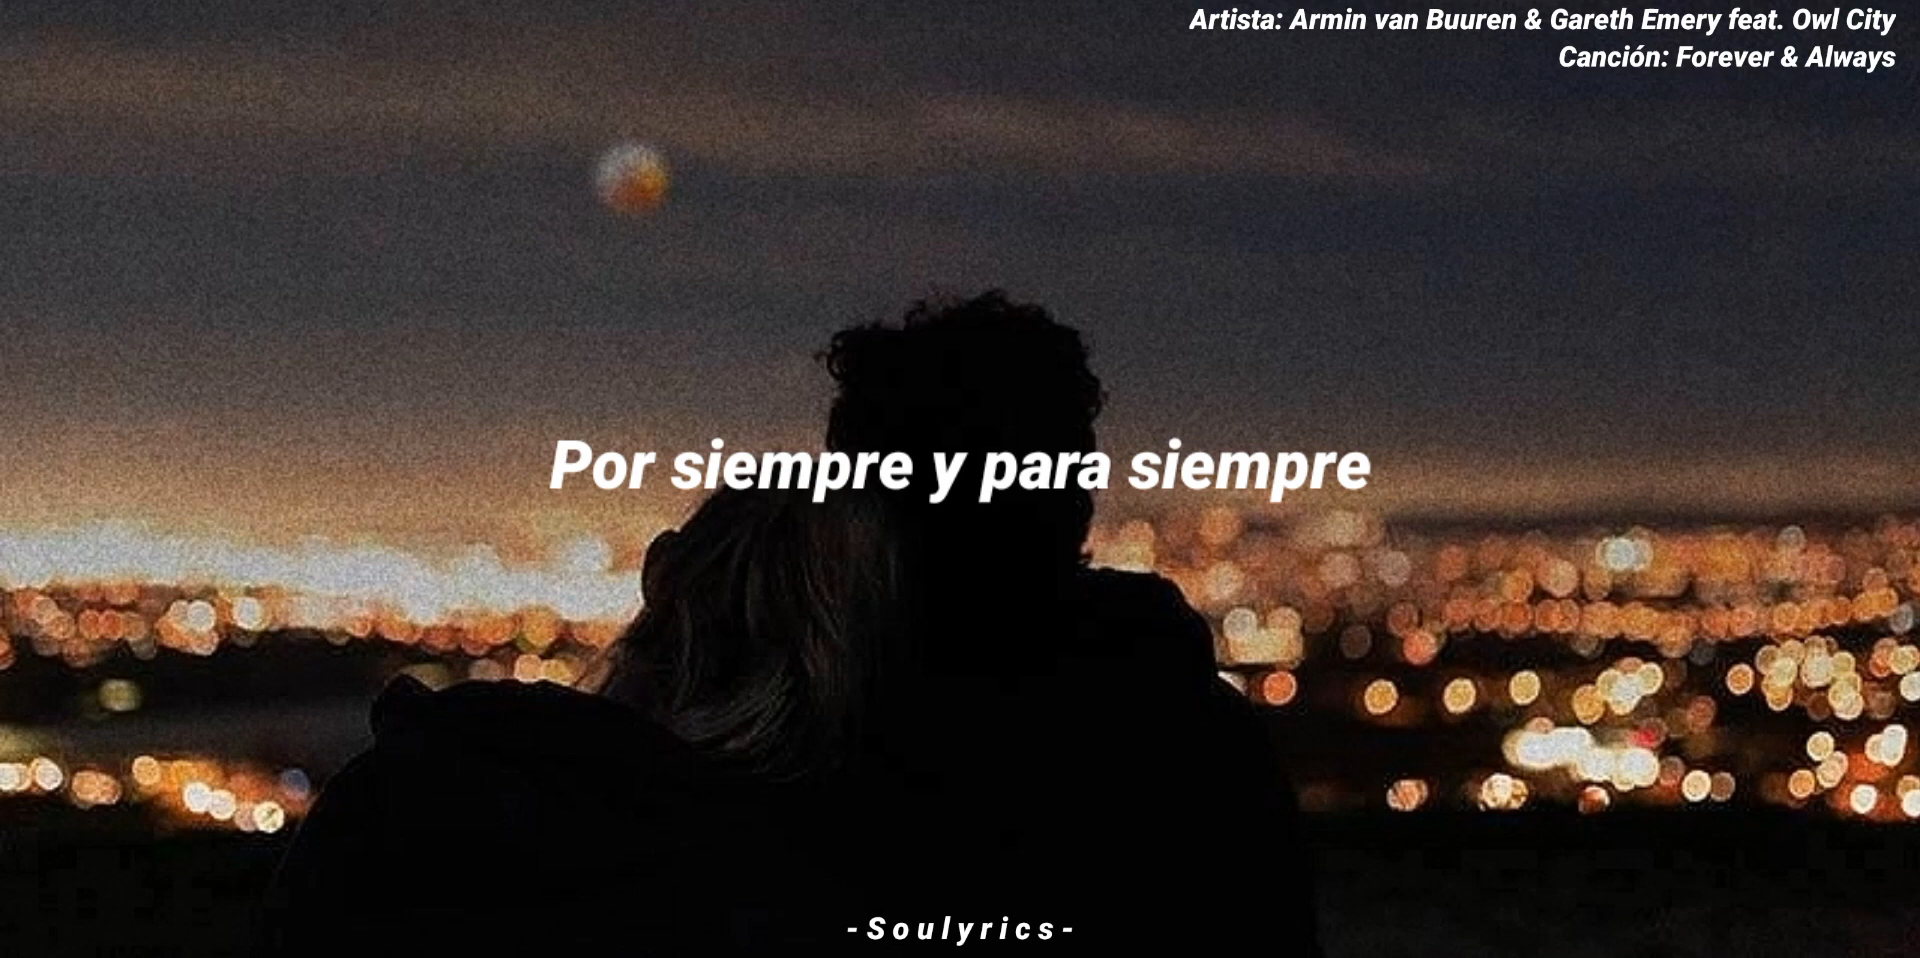 Artista: Armin van Buuren & Gareth Emery feat. Owl City
Canción: Forever & Always
Por siempre y para siempre
-Soulyrics-